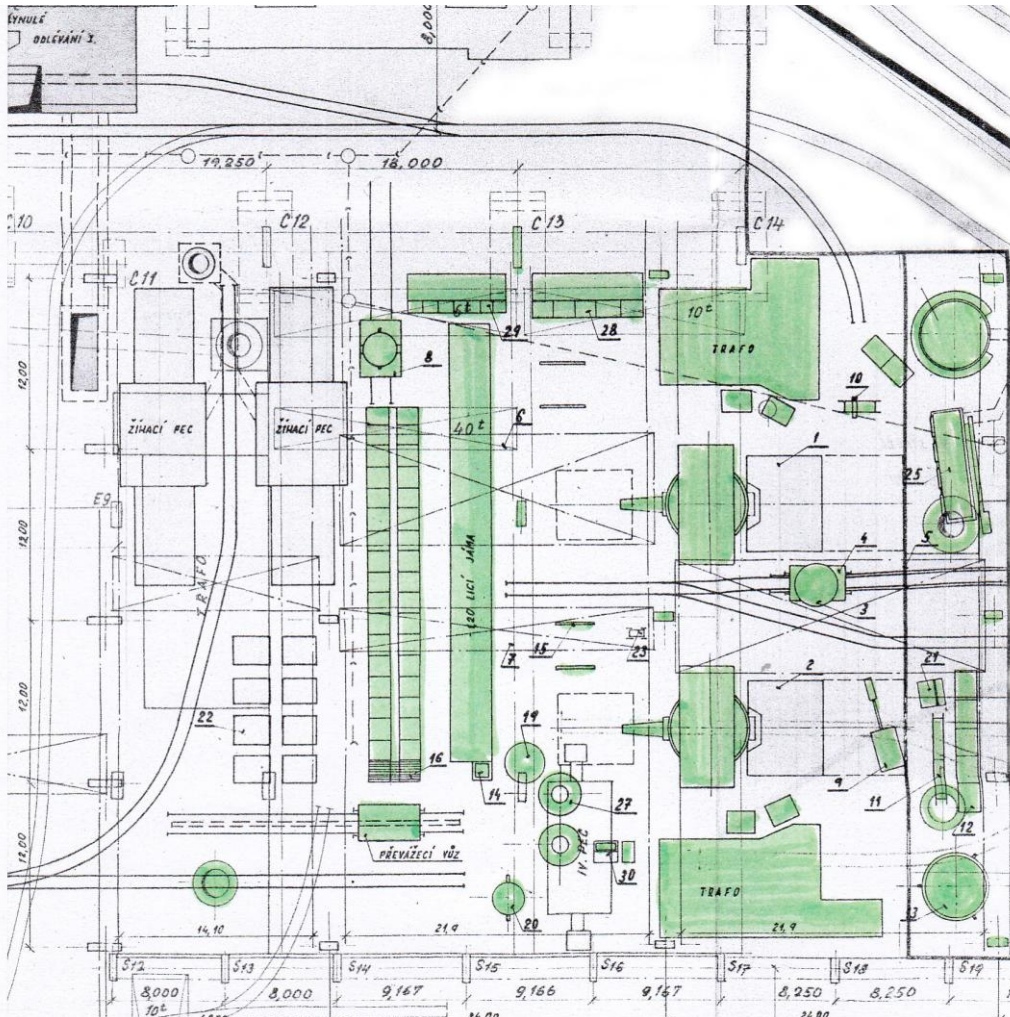 ODLÉVÁNÍ I.
8,000
19,250
18,000
C10
C12
C13
C14
C11
6t
29
28
10t
TRAFO
8
10
12,00
ŽÍHACÍ PEC
ŽÍHACÍ PEC
40t
6
1
25
E9
12,00
4
5
TRAFO
LICÍ JÁMA
3
15
23
7
2
21
12,00
22
19
16
14
27
9
11
12
PŘEVÁŽECÍ VŮZ
IV. PEC
30
12,00
TRAFO
13
20
14,10
21,9
21,9
S12
S13
S14
S15
S16
S17
S18
S19
8,000
8,000
9,167
9,166
9,167
8,250
8,250
10t